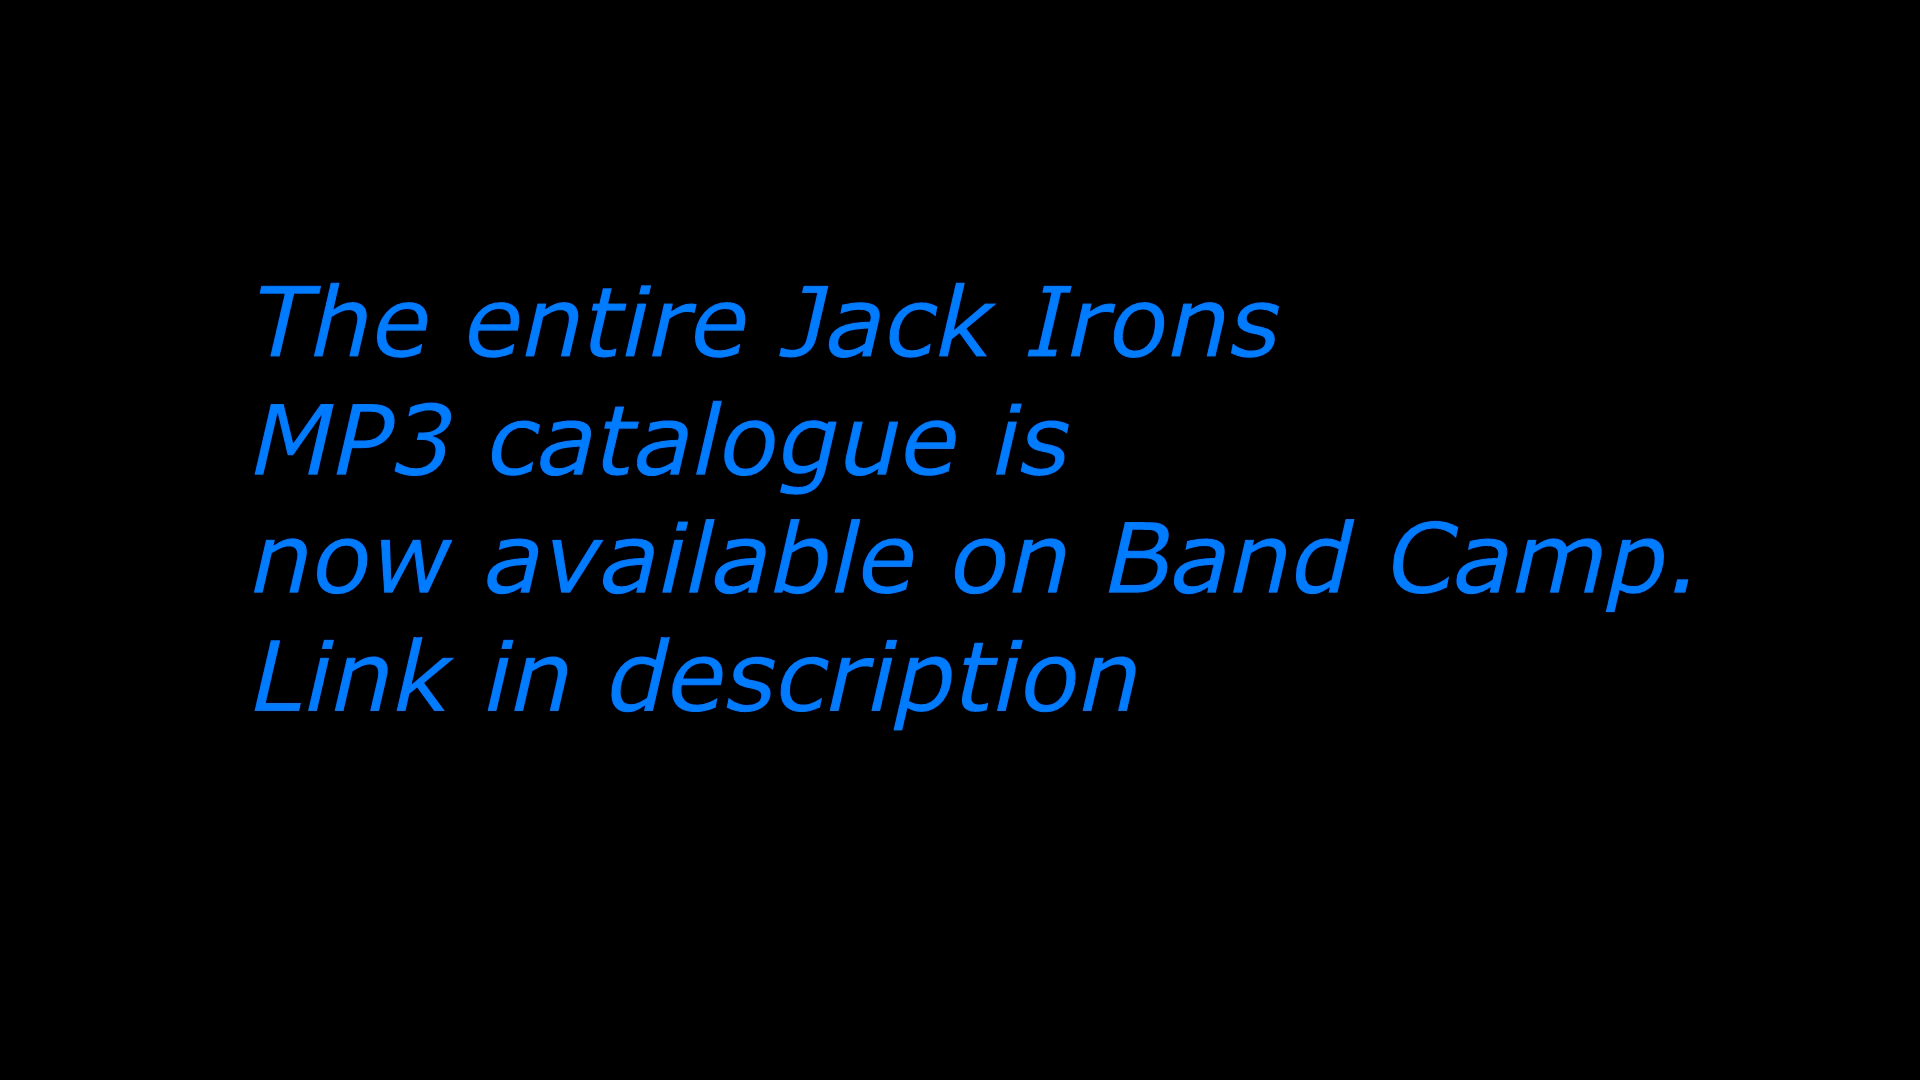 The entire Jack Irons
MP3 catalogue is
now available on Band Camp.
Link in description